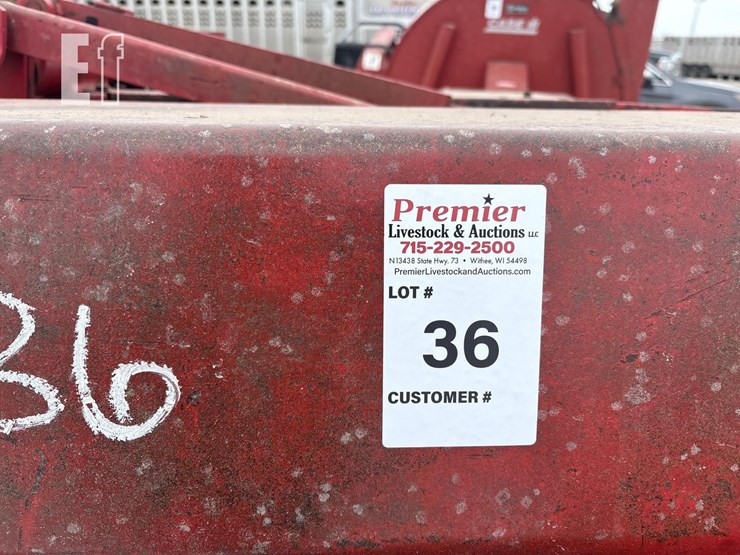 Ef
CASE IH
Premier
Livestock & Auctions LLC
715-229-2500
N13438 State Hwy. 73 • Withee, WI 54498
PremierLivestockandAuctions.com
LOT #
36
CUSTOMER #
36